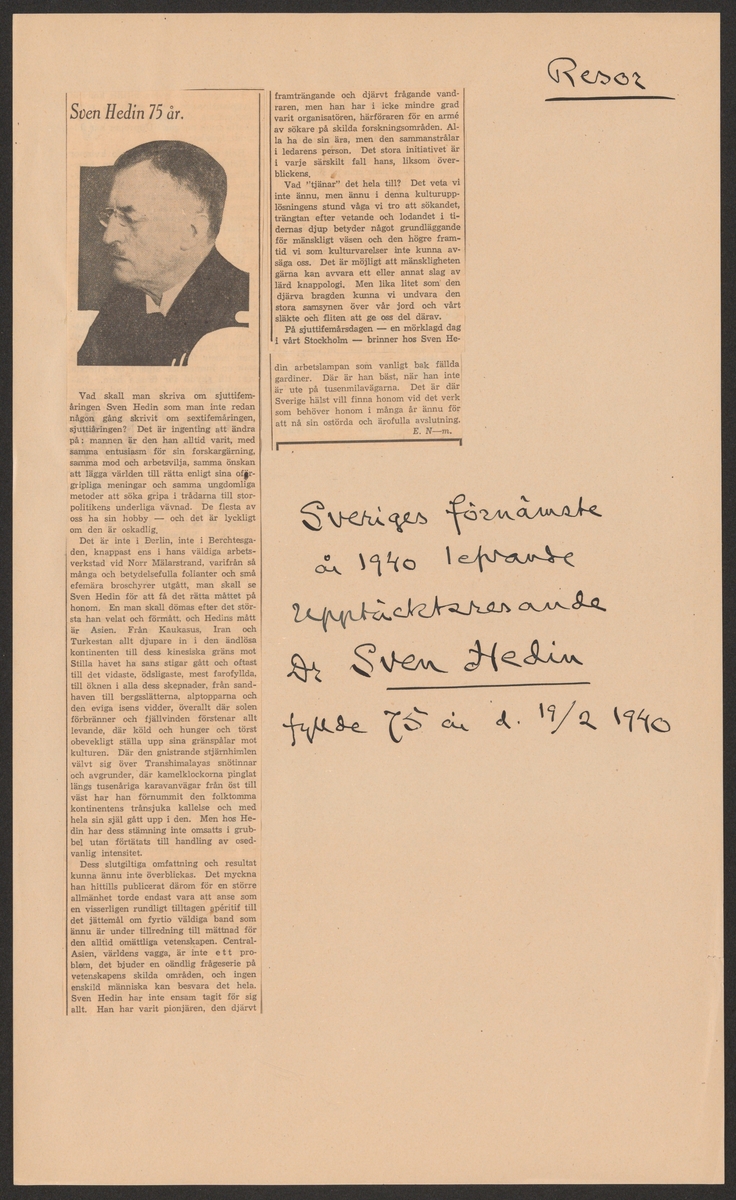 Resor
Sven Hedin 75 år.
Vad skall man skriva om sjuttifem-
åringen Sven Hedin som man inte redan
någon gång skrivit om sextifemåringen,
sjuttiåringen? Det är ingenting att ändra
på: mannen är den han alltid varit, med
samma entusiasm för sin forskargärning,
samma mod och arbetsvilja, samma önskan
att lägga världen till rätta enligt sina oför-
gripliga meningar och samma ungdomliga
metoder att söka gripa i trådarna till stor-
politikens underliga vävnad. De flesta av
oss ha sin hobby — och det är lyckligt
om den är oskadlig.
Det är inte i Berlin, inte i Berchtesga-
den, knappast ens i hans väldiga arbets-
verkstad vid Norr Mälarstrand, varifrån så
många och betydelsefulla folianter och små
efemära broschyrer utgått, man skall se
Sven Hedin för att få det rätta måttet på
honom. En man skall dömas efter det stör-
sta han velat och förmått, och Hedins mått
är Asien. Från Kaukasus, Iran och
Turkestan allt djupare in i den ändlösa
kontinenten till dess kinesiska gräns mot
Stilla havet ha sans stigar gått och oftast
till det vidaste, ödsligaste, mest farofyllda,
till öknen i alla dess skepnader, från sand-
haven till bergsslätterna, alptopparna och
den eviga isens vidder, överallt där solen
förbränner och fjällvinden förstenar allt
levande, där köld och hunger och törst
obevekligt ställa upp sina gränspålar mot
kulturen. Där den gnistrande stjärnhimlen
välvt sig över Transhimalayas snötinnar
och avgrunder, där kamelklockorna pinglat
längs tusenåriga karavanvägar från öst till
väst har han förnummit den folktomma
kontinentens trånsjuka kallelse och med
hela sin själ gått upp i den. Men hos He-
din har dess stämning inte omsatts i grub-
bel utan förtätats till handling av osed-
vanlig intensitet.
Dess slutgiltiga omfattning och resultat
kunna ännu inte överblickas. Det myckna
han hittills publicerat därom för en större
allmänhet torde endast vara att anse som
en visserligen rundligt tilltagen apéritif till
det jättemål om fyrtio väldiga band som
ännu är under tillredning till mättnad för
den alltid omättliga vetenskapen. Central-
Asien, världens vagga, är inte ett pro-
blem, det bjuder en oändlig frågeserie på
vetenskapens skilda områden, och ingen
enskild människa kan besvara det hela.
Sven Hedin har inte ensam tagit för sig
allt. Han har varit pionjären, den djärvt
framträngande och djärvt frågande vand-
raren, men han har i icke mindre grad
varit organisatören, härföraren för en armé
av sökare på skilda forskningsområden. Al-
la ha de sin ära, men den sammanstrålar
i ledarens person. Det stora initiativet är
i varje särskilt fall hans, liksom över-
blickens.
Vad "tjänar" det hela till? Det veta vi
inte ännu, men ännu i denna kulturupp-
lösningens stund våga vi tro att sökandet,
trängtan efter vetande och lodandet i ti-
dernas djup betyder något grundläggande
för mänskligt väsen och den högre fram-
tid vi som kulturvarelser inte kunna av-
säga oss. Det är möjligt att mänskligheten
gärna kan avvara ett eller annat slag av
lärd knappologi. Men lika litet som den
djärva bragden kunna vi undvara den
stora samsynen över vår jord och vårt
släkte och fliten att ge oss del därav.
På sjuttifemårsdagen — en mörklagd dag
i vårt Stockholm — brinner hos Sven He-
din arbetslampan som vanligt bak fällda
gardiner. Där är han bäst, när han inte
är ute på tusenmilavägarna. Det är där
Sverige hälst vill finna honom vid det verk
som behöver honom i många år ännu för
att nå sin ostörda och ärofulla avslutning.
E. N—m.
Sveriges förnämste
år 1940 lefvande
Upptäcktsresande
Dr Sven Hedin
fyllde 75 år d. 19/2 1940